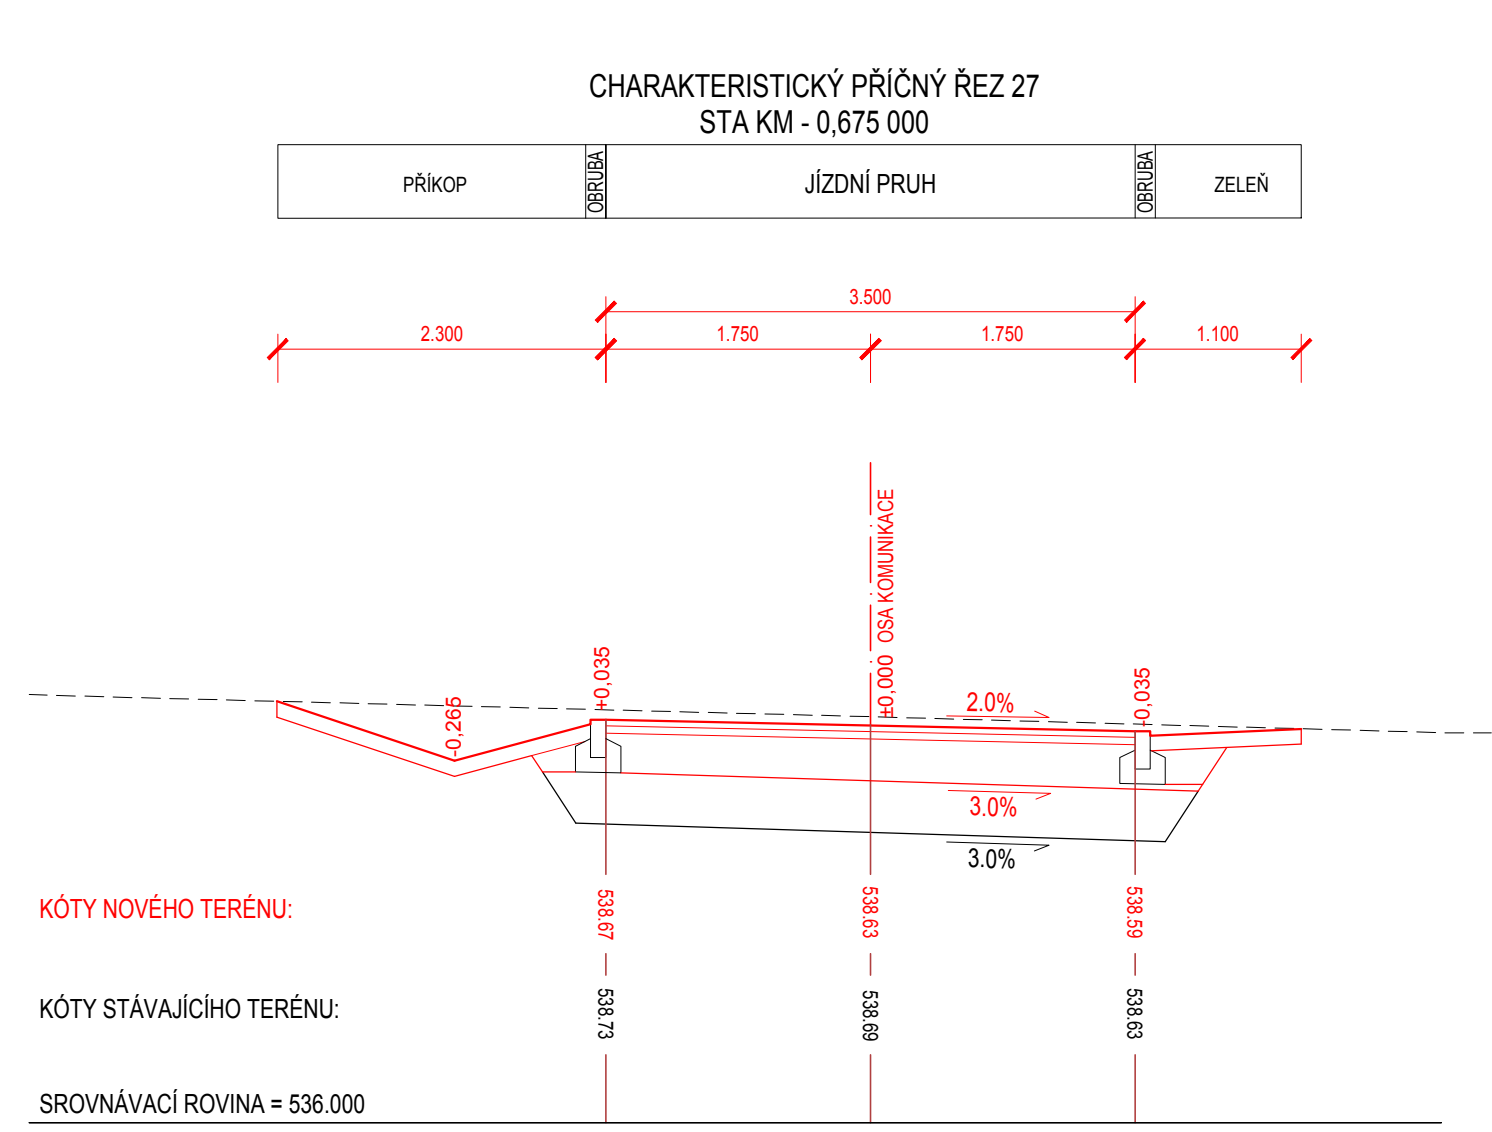 CHARAKTERISTICKÝ PŘÍČNÝ ŘEZ 27
STA KM - 0,675 000
PŘÍKOP
OBRUBA
JÍZDNÍ PRUH
OBRUBA
ZELEŇ
3.500
2.300
1.750
1.750
1.100
±0,000 OSA KOMUNIKACE
-0,265
+0,035
2.0%
-0,035
3.0%
3.0%
KÓTY NOVÉHO TERÉNU:
538.67
538.63
538.59
KÓTY STÁVAJÍCÍHO TERÉNU:
538.73
538.69
538.63
SROVNÁVACÍ ROVINA = 536.000